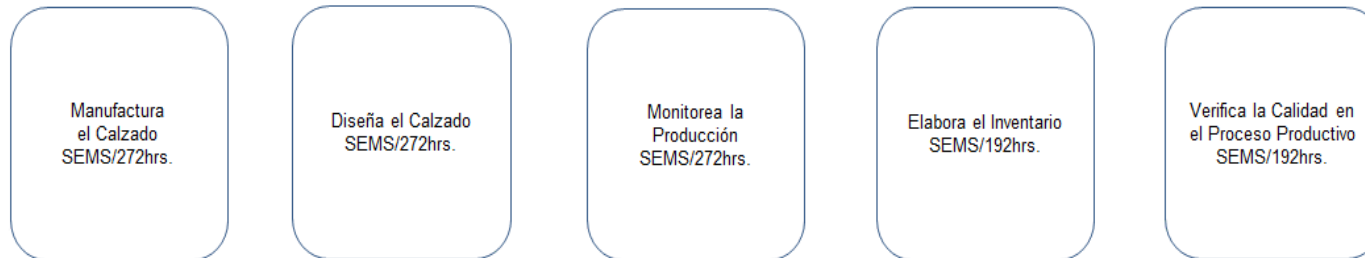 Manufactura
el Calzado
SEMS/272hrs.
Diseña el Calzado
SEMS/272hrs.
Monitorea la
Producción
SEMS/272hrs.
Elabora el Inventario
SEMS/192hrs.
Verifica la Calidad en
el Proceso Productivo
SEMS/192hrs.